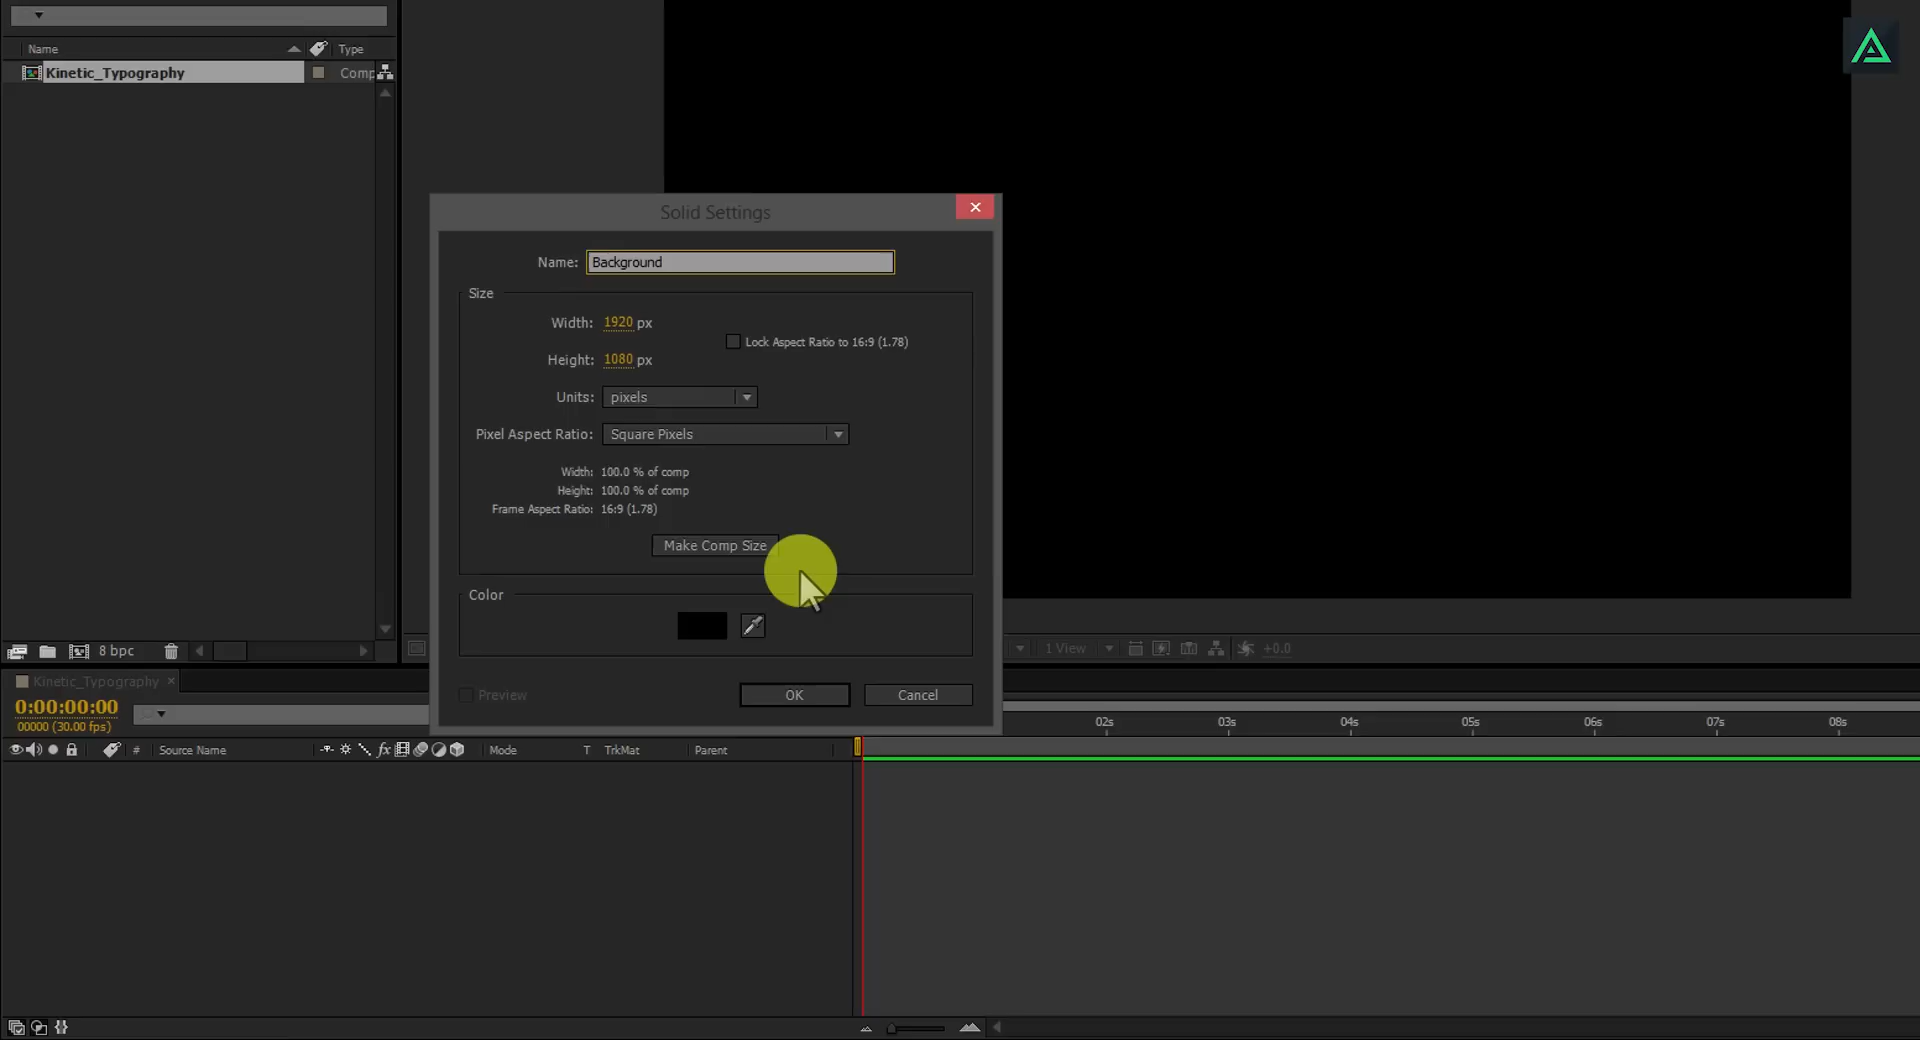 Name Type
Kinetic_Typography Comp
Solid Settings
Name: Background
Size
Width: 1920 px
Lock Aspect Ratio to 16:9 (1.78)
Height: 1080 px
Units: pixels
Pixel Aspect Ratio: Square Pixels
Width: 100.0 % of comp
Height: 100.0 % of comp
Frame Aspect Ratio: 16:9 (1.78)
Make Comp Size
Color
Preview OK Cancel
8 bpc
1 View +0.0
Kinetic_Typography
0:00:00:00
00000 (30.00 fps)
02s 03s 04s 05s 06s 07s 08s
# Source Name fx Mode T TrkMat Parent